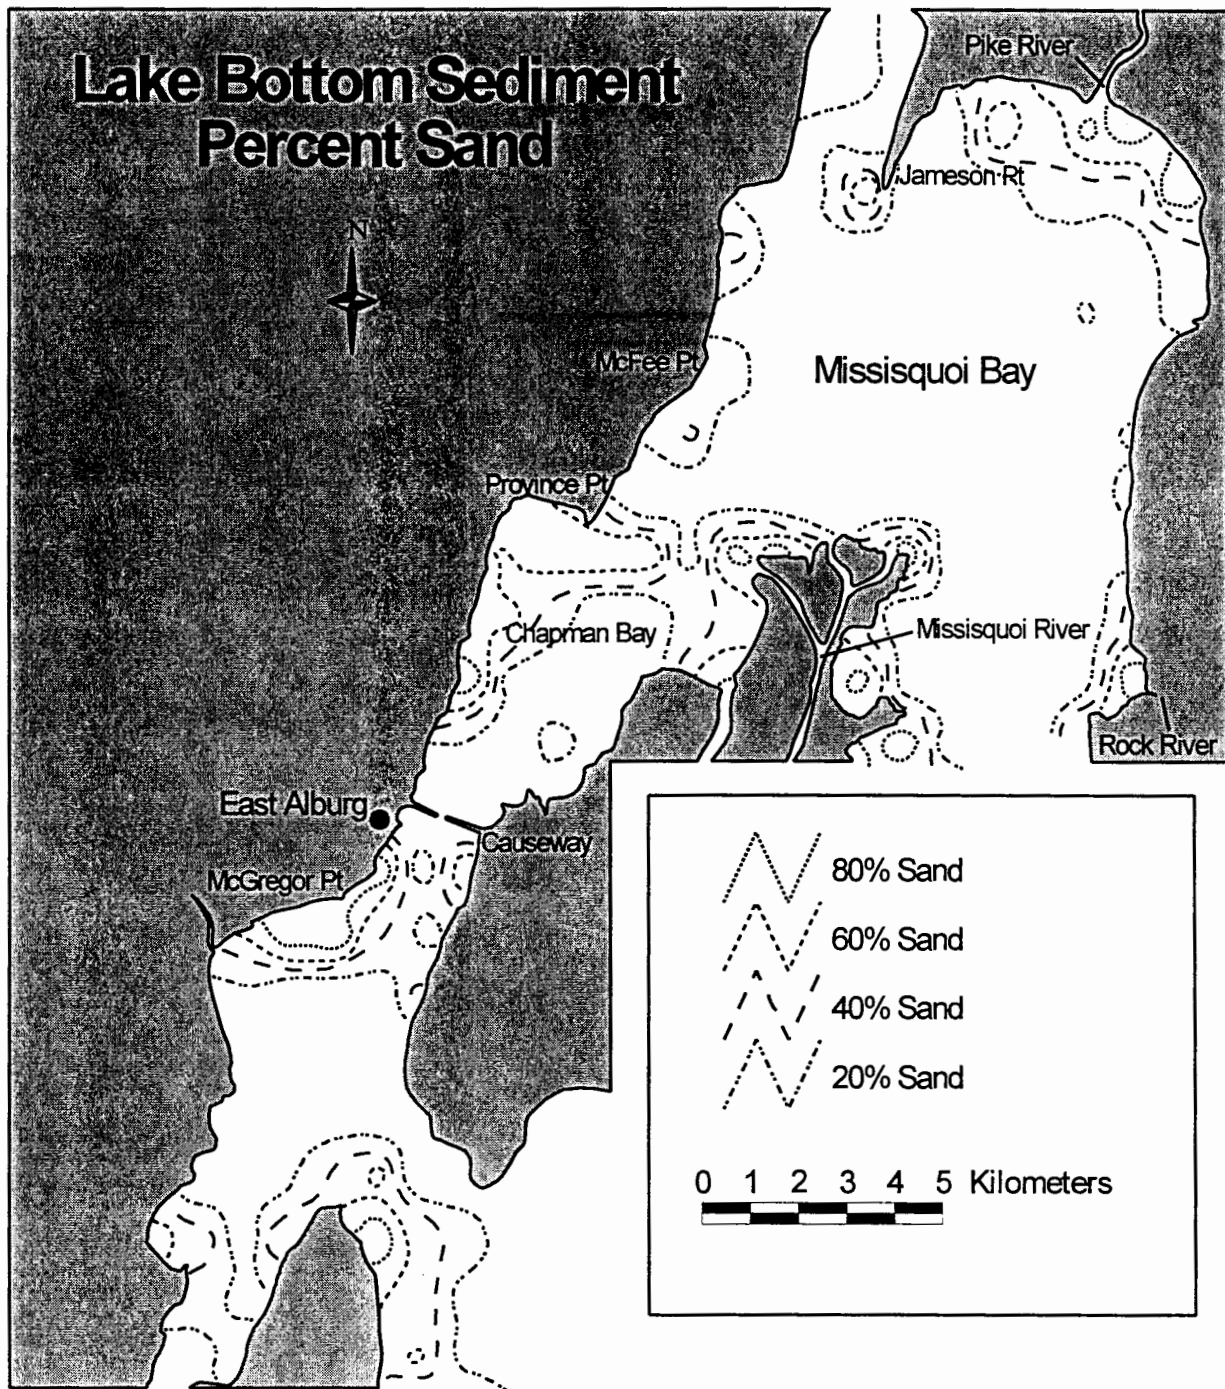 Lake Bottom Sediment
Percent Sand
N
Pike River
Jameson Pt
McFee Pt
Missisquoi Bay
Province Pt
Chapman Bay
Missisquoi River
Rock River
East Alburg
Causeway
McGregor Pt
80% Sand
60% Sand
40% Sand
20% Sand
0 1 2 3 4 5 Kilometers